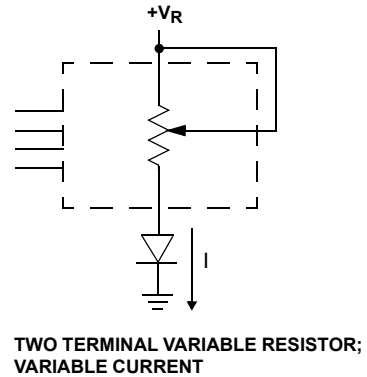 +VR
I
TWO TERMINAL VARIABLE RESISTOR;
VARIABLE CURRENT